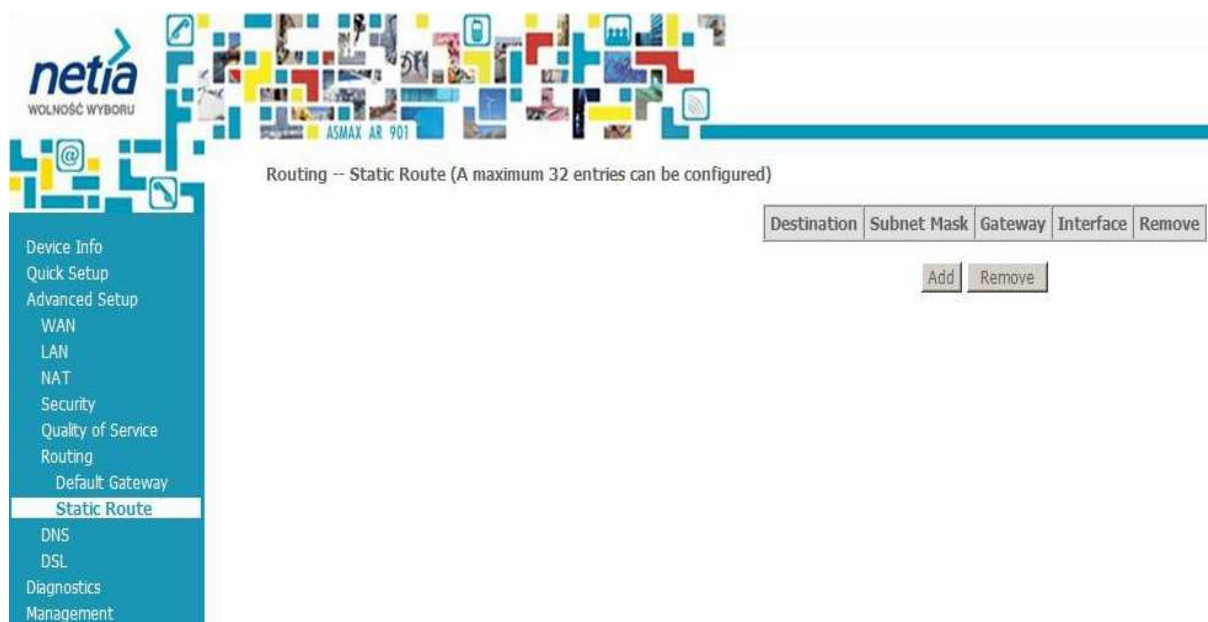 netia
WOLNOŚĆ WYBORU
ASMAX AR 901
@
Routing -- Static Route (A maximum 32 entries can be configured)
Destination Subnet Mask Gateway Interface Remove
Add Remove
Device Info
Quick Setup
Advanced Setup
WAN
LAN
NAT
Security
Quality of Service
Routing
Default Gateway
Static Route
DNS
DSL
Diagnostics
Management